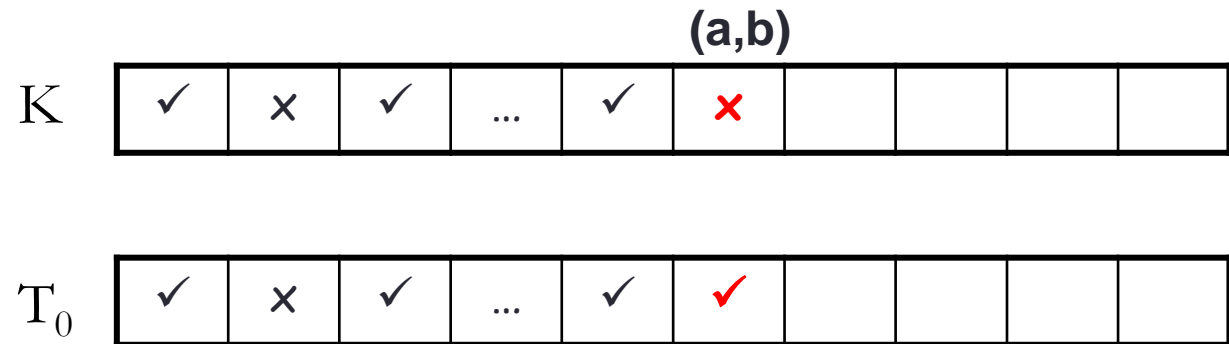 (a,b)
K ✓ × ✓ ... ✓ ×
T₀ ✓ × ✓ ... ✓ ✓